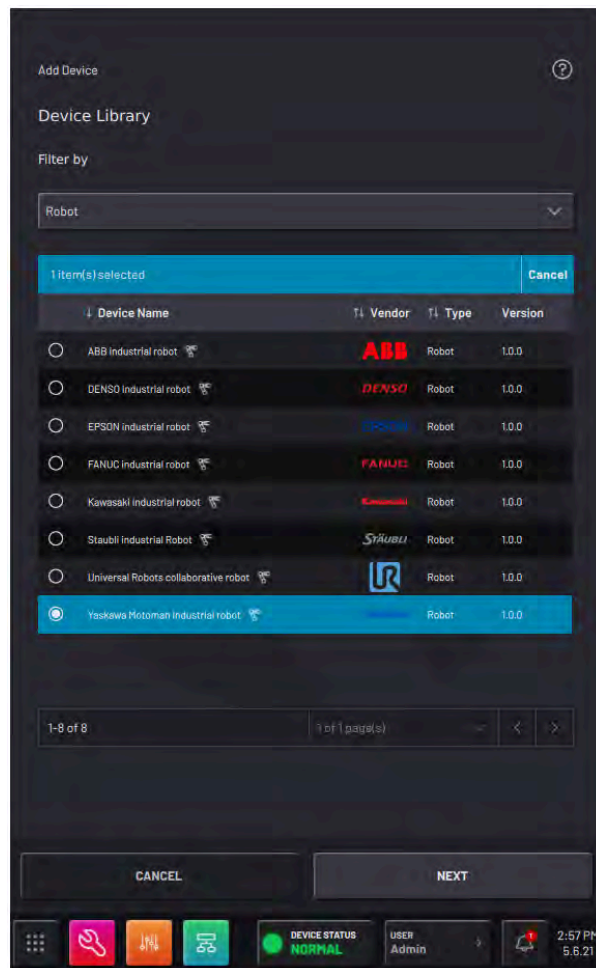 Add Device
Device Library
Filter by
Robot
1 item(s) selected Cancel
Device Name Vendor Type Version
ABB industrial robot ABB Robot 1.0.0
DENSO industrial robot DENSO Robot 1.0.0
EPSON industrial robot EPSON Robot 1.0.0
FANUC industrial robot FANUC Robot 1.0.0
Kawasaki industrial robot Kawasaki Robot 1.0.0
Staubli industrial Robot STÄUBLI Robot 1.0.0
Universal Robots collaborative robot UR Robot 1.0.0
Yaskawa Motoman industrial robot Robot 1.0.0
1-8 of 8 1 of 1 page(s)
CANCEL NEXT
DEVICE STATUS USER 2:57 PM
NORMAL Admin 5.6.21